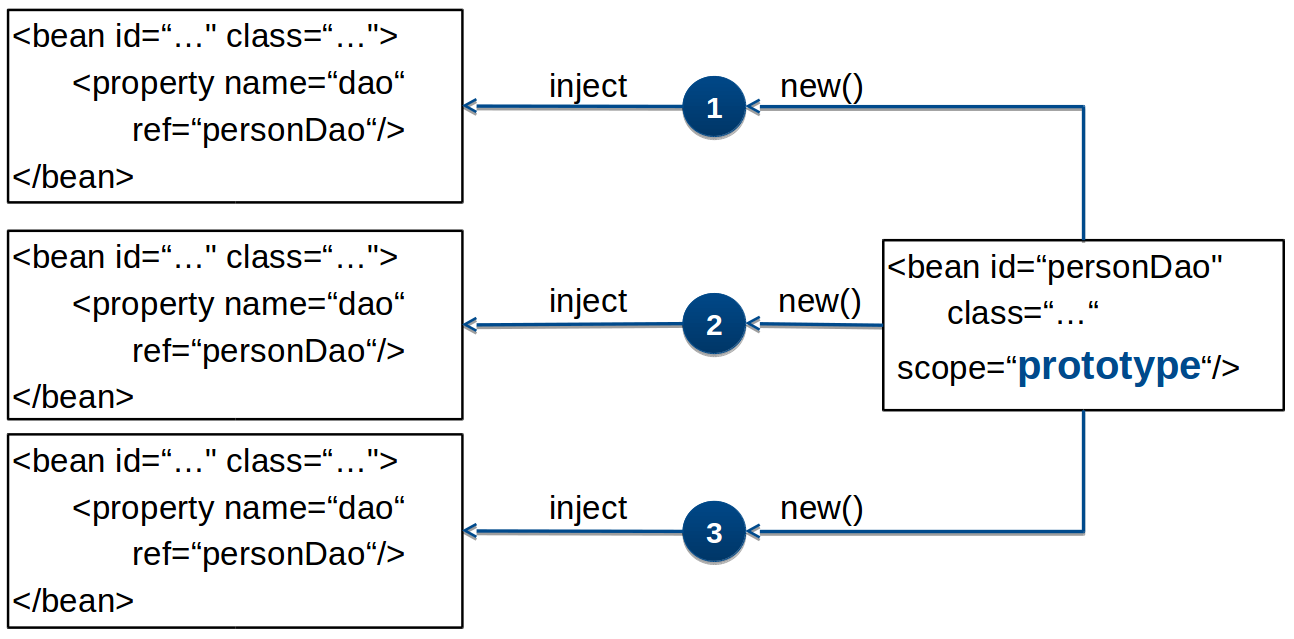 <bean id=“…" class=“…">
<property name=“dao“
ref=“personDao“/>
</bean>
inject
1
new()
<bean id=“…" class=“…">
<property name=“dao“
ref=“personDao“/>
</bean>
inject
2
new()
<bean id=“personDao"
class=“…“
scope=“prototype“/>
<bean id=“…" class=“…">
<property name=“dao“
ref=“personDao“/>
</bean>
inject
3
new()